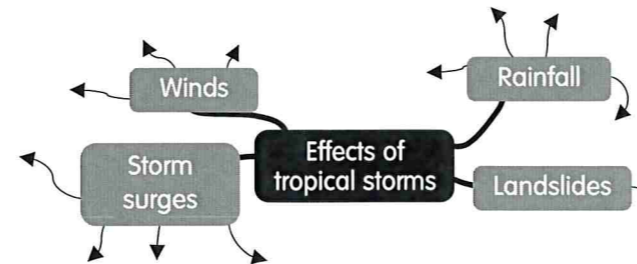 Winds
Rainfall
Effects of
tropical storms
Storm
surges
Landslides